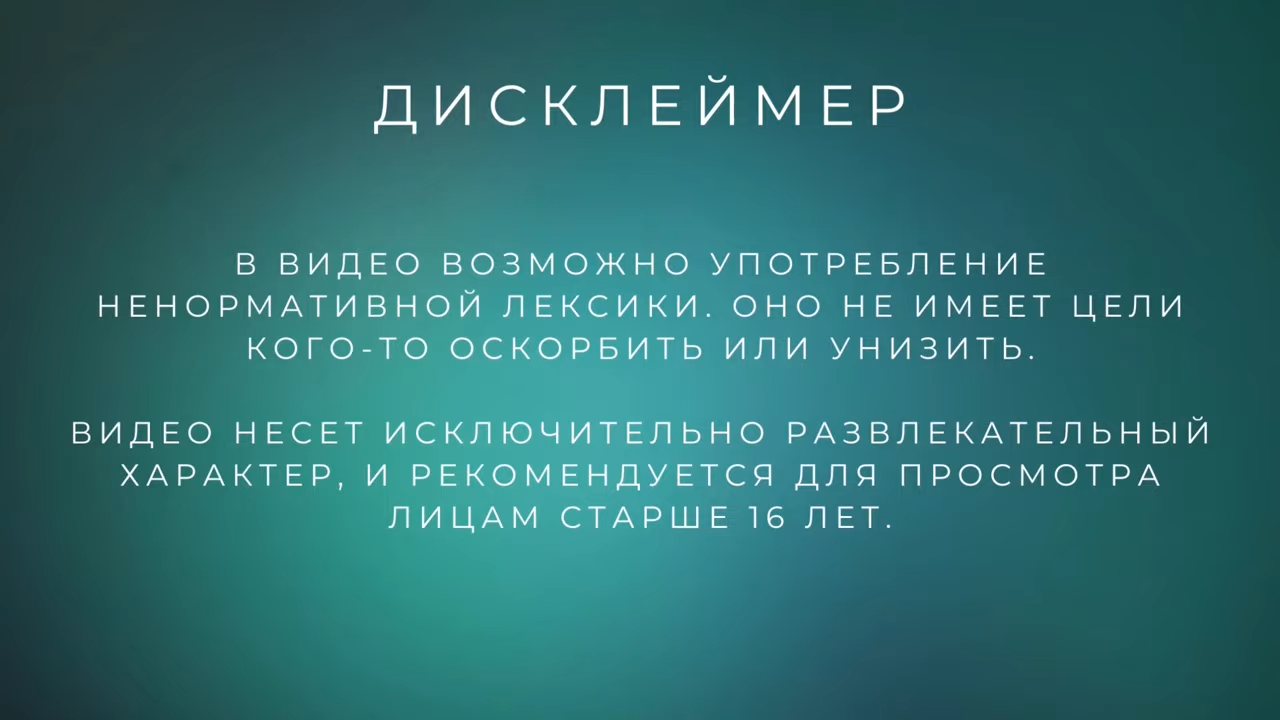 ДИСКЛЕЙМЕР
В ВИДЕО ВОЗМОЖНО УПОТРЕБЛЕНИЕ
НЕНОРМАТИВНОЙ ЛЕКСИКИ. ОНО НЕ ИМЕЕТ ЦЕЛИ
КОГО-ТО ОСКОРБИТЬ ИЛИ УНИЗИТЬ.
ВИДЕО НЕСЕТ ИСКЛЮЧИТЕЛЬНО РАЗВЛЕКАТЕЛЬНЫЙ
ХАРАКТЕР, И РЕКОМЕНДУЕТСЯ ДЛЯ ПРОСМОТРА
ЛИЦАМ СТАРШЕ 16 ЛЕТ.